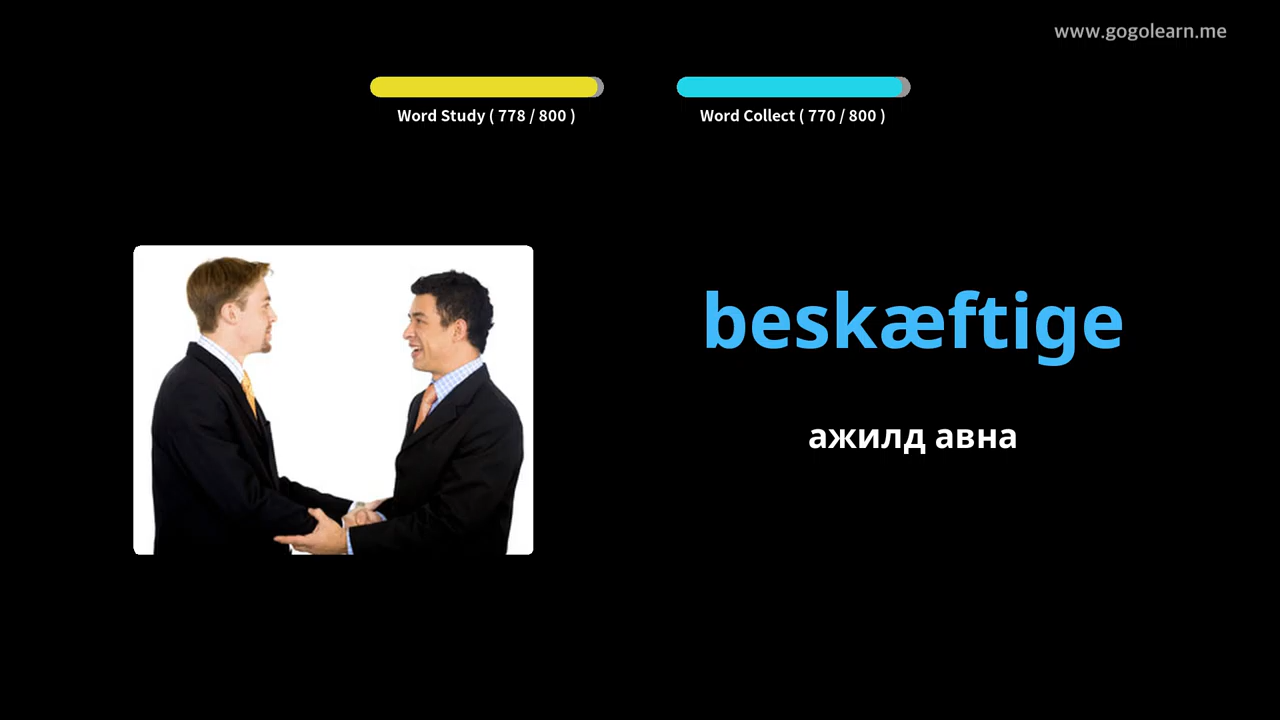 www.gogolearn.me
Word Study ( 778 / 800 )
Word Collect ( 770 / 800 )
beskæftige
ажилд авна